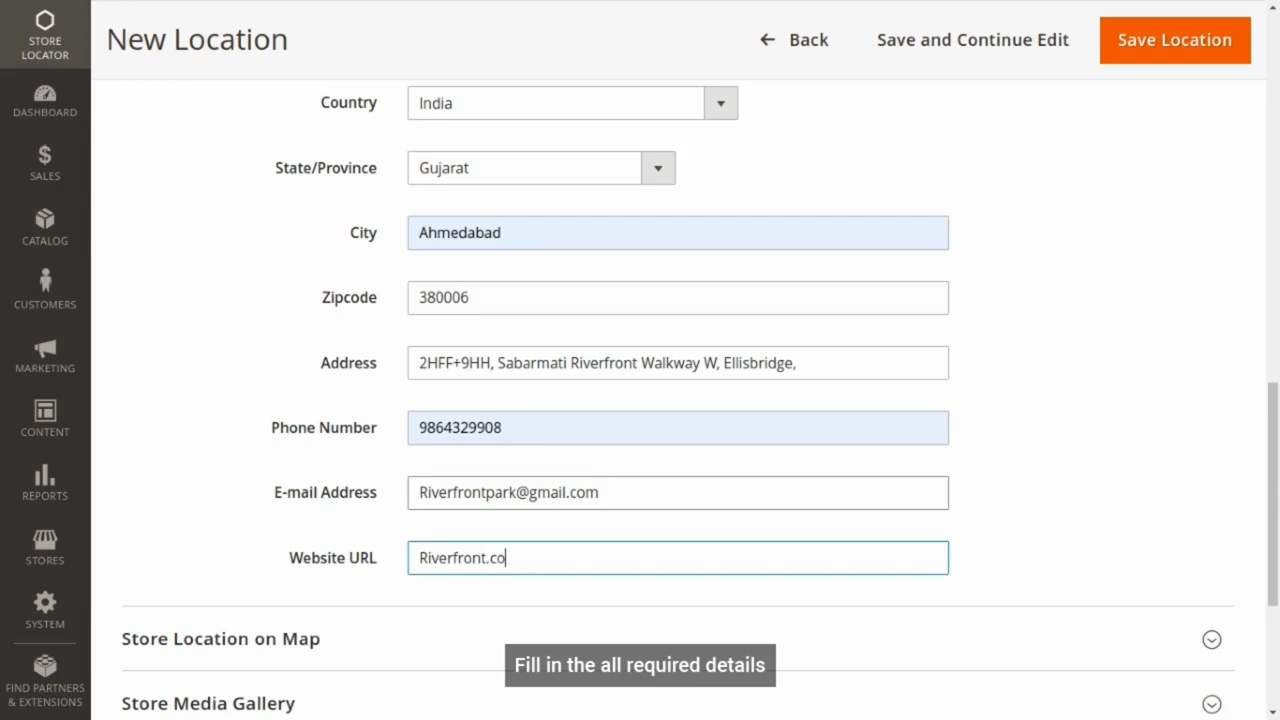 STORE
LOCATOR
DASHBOARD
SALES
CATALOG
CUSTOMERS
MARKETING
CONTENT
REPORTS
STORES
SYSTEM
FIND PARTNERS
& EXTENSIONS
New Location
Back
Save and Continue Edit
Save Location
Country India
State/Province Gujarat
City Ahmedabad
Zipcode 380006
Address 2HFF+9HH, Sabarmati Riverfront Walkway W, Ellisbridge,
Phone Number 9864329908
E-mail Address Riverfrontpark@gmail.com
Website URL Riverfront.co
Store Location on Map
Fill in the all required details
Store Media Gallery